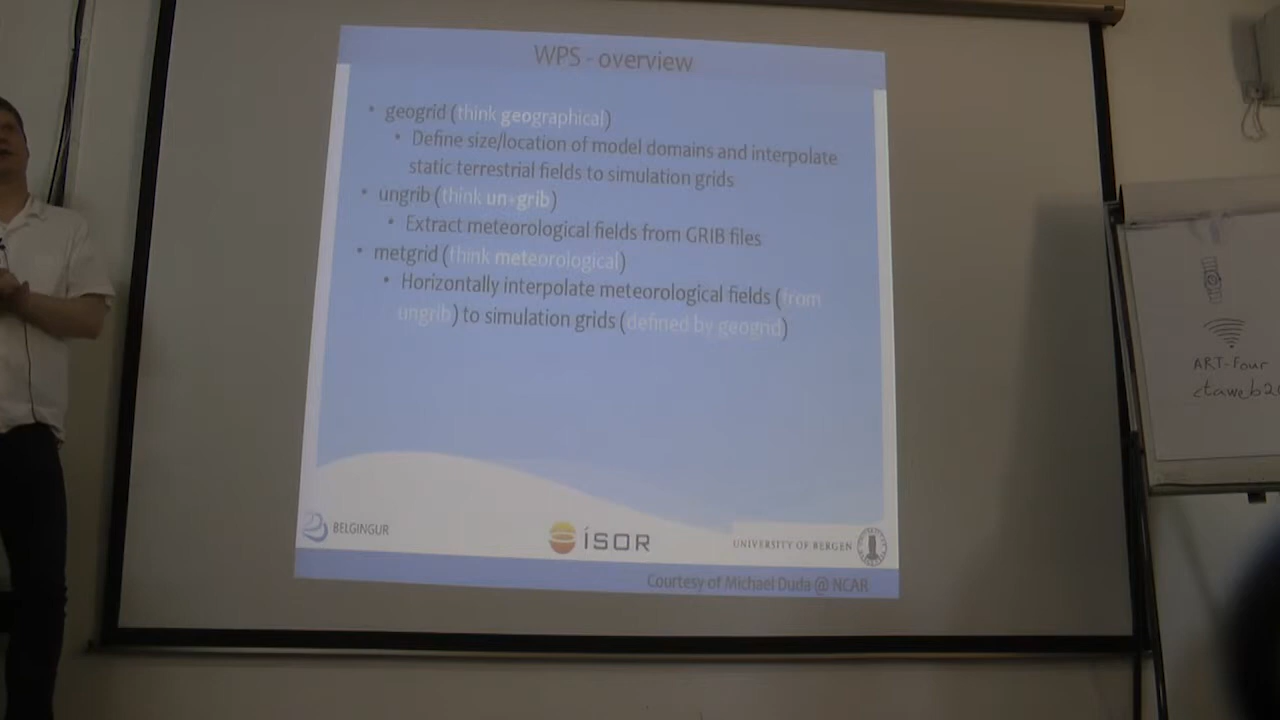 WPS - overview
• geogrid (think geographical)
• Define size/location of model domains and interpolate
static terrestrial fields to simulation grids
• ungrib (think un+grib)
• Extract meteorological fields from GRIB files
• metgrid (think meteorological)
• Horizontally interpolate meteorological fields (from
ungrib) to simulation grids (defined by geogrid)
BELGINGUR
ÍSOR
UNIVERSITY OF BERGEN
Courtesy of Michael Duda @ NCAR
ART-four